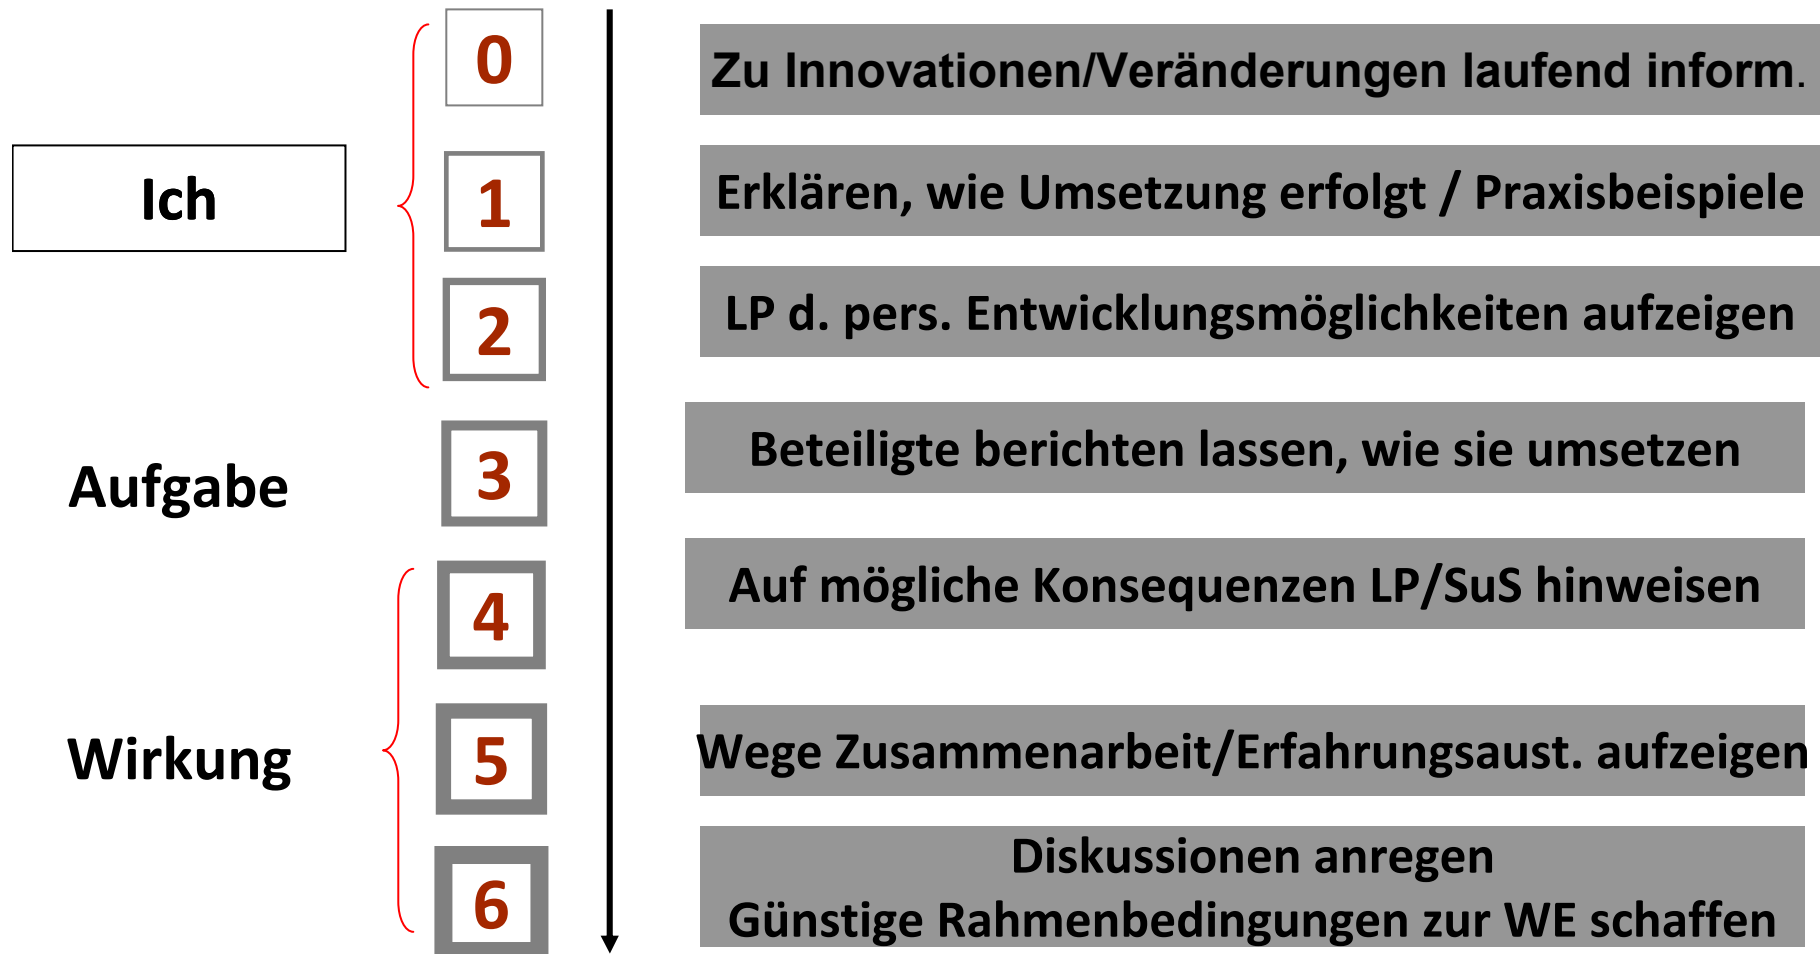 0
Zu Innovationen/Veränderungen laufend inform.
Ich
1
Erklären, wie Umsetzung erfolgt / Praxisbeispiele
2
LP d. pers. Entwicklungsmöglichkeiten aufzeigen
Aufgabe
3
Beteiligte berichten lassen, wie sie umsetzen
4
Auf mögliche Konsequenzen LP/SuS hinweisen
Wirkung
5
Wege Zusammenarbeit/Erfahrungsaust. aufzeigen
6
Diskussionen anregen
Günstige Rahmenbedingungen zur WE schaffen